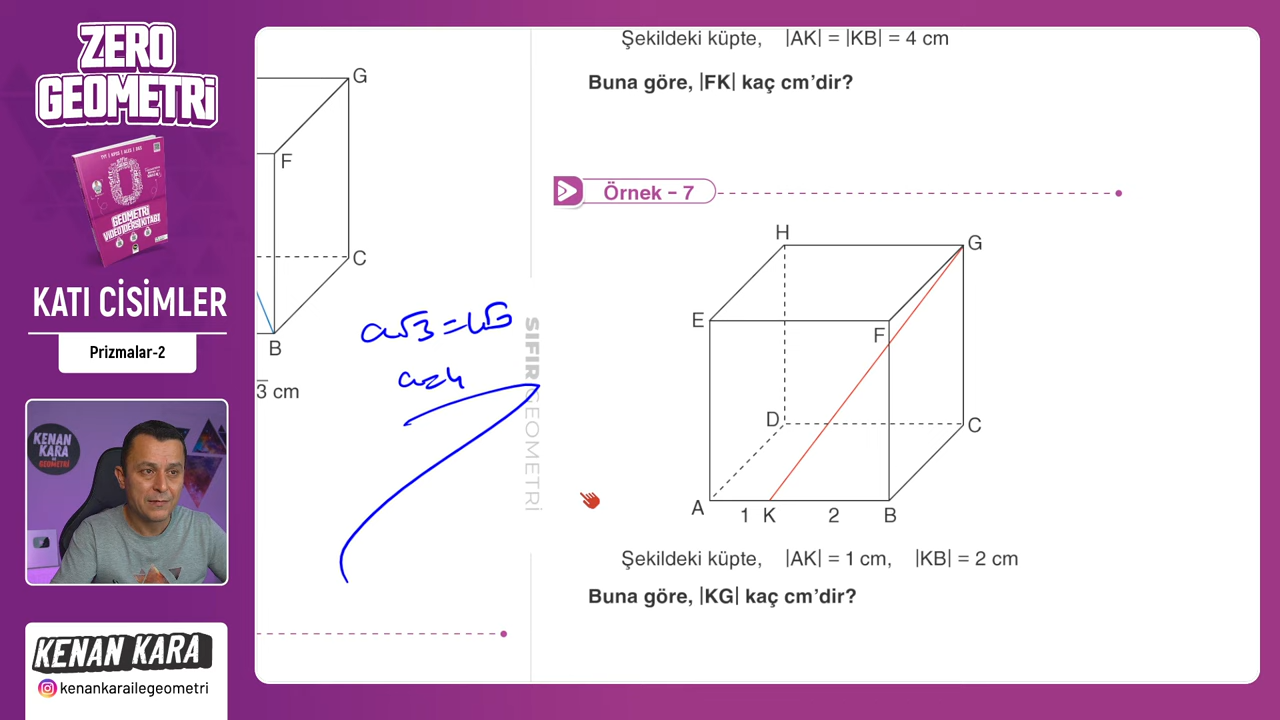 ZERO
GEOMETRİ
GEOMETRİ
VİDEO DERS KİTABI
KATI CİSİMLER
Prizmalar-2
KENAN
KARA
GEOMETRİ
KENAN KARA
kenankarailegeometri
G
F
C
B
3 cm
a√3=4√3
a=4
SIFIR GEOMETRİ
Şekildeki küpte, |AK| = |KB| = 4 cm
Buna göre, |FK| kaç cm'dir?
Örnek – 7
H
G
E
F
D
C
A
1
K
2
B
Şekildeki küpte, |AK| = 1 cm, |KB| = 2 cm
Buna göre, |KG| kaç cm'dir?